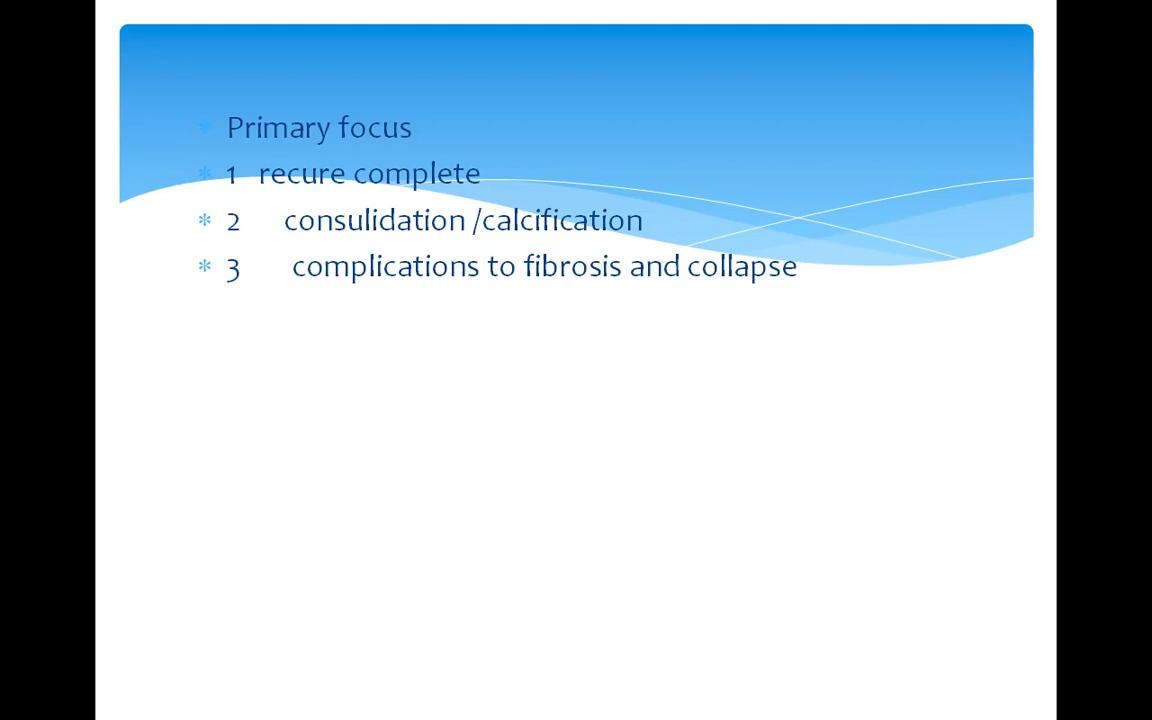 Primary focus
1 recure complete
2 consulidation /calcification
3 complications to fibrosis and collapse